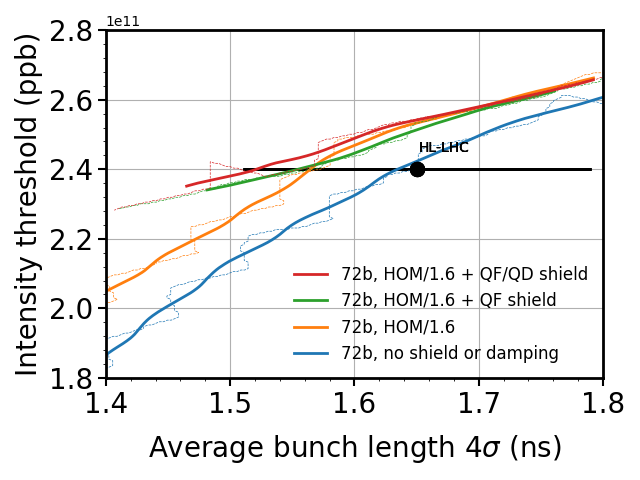 1e11
2.8
2.6
2.4
2.2
2.0
1.8
Intensity threshold (ppb)
HL-LHC
72b, HOM/1.6 + QF/QD shield
72b, HOM/1.6 + QF shield
72b, HOM/1.6
72b, no shield or damping
1.4 1.5 1.6 1.7 1.8
Average bunch length 4σ (ns)